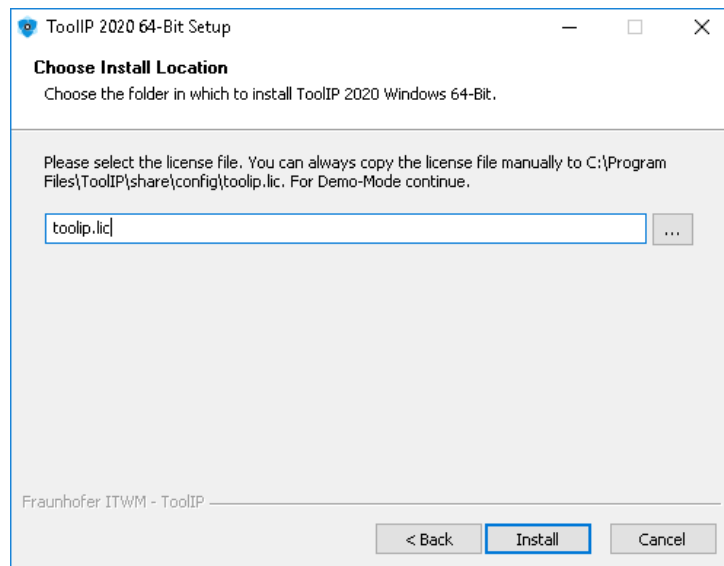 ToolIP 2020 64-Bit Setup
Choose Install Location
Choose the folder in which to install ToolIP 2020 Windows 64-Bit.
Please select the license file. You can always copy the license file manually to C:\Program
Files\ToolIP\share\config\toolip.lic. For Demo-Mode continue.
toolip.lic
...
Fraunhofer ITWM - ToolIP
< Back
Install
Cancel